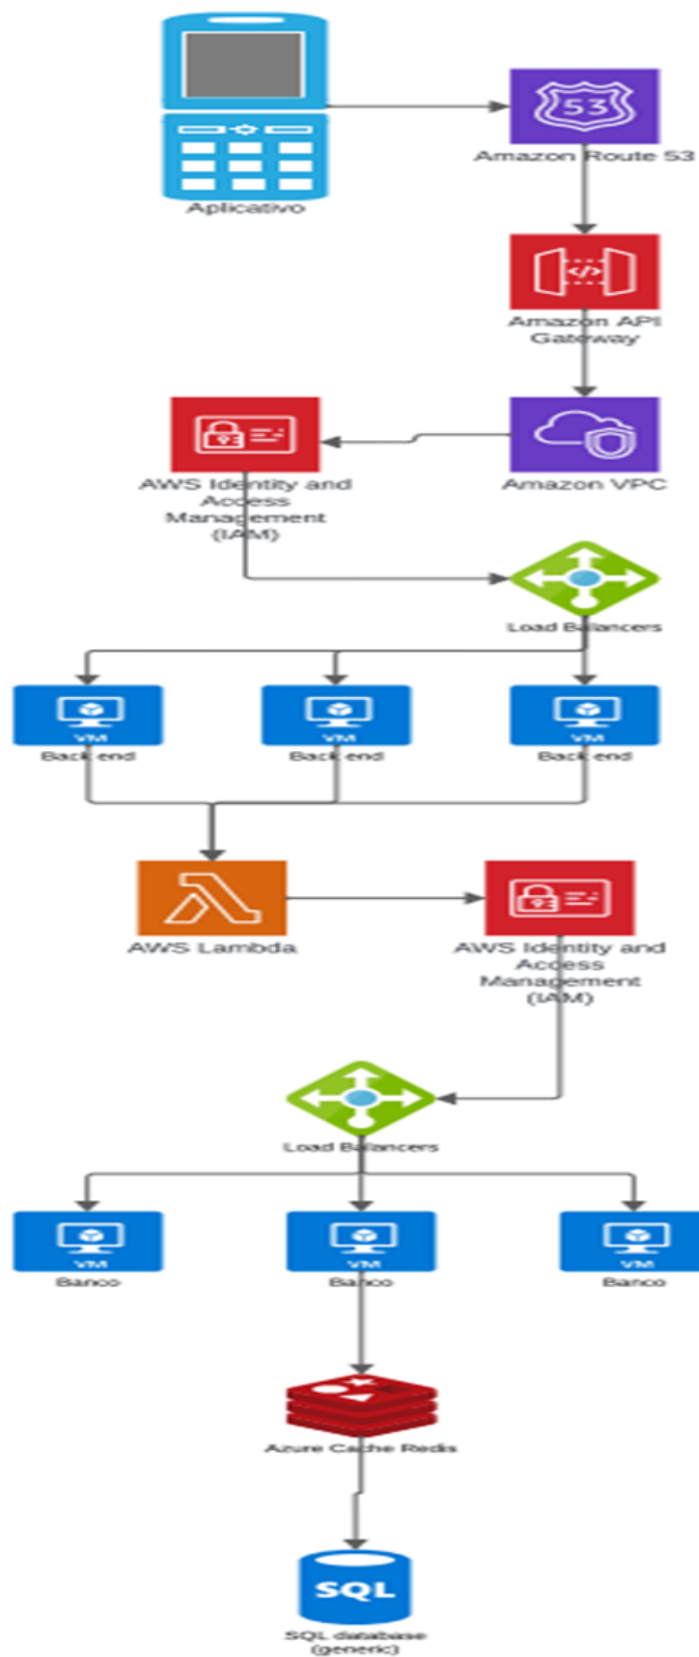 53
Amazon Route 53
Aplicativo
</>
Amazon API
Gateway
AWS Identity and
Access
Management
(IAM)
Amazon VPC
Load Balancers
VM
Back end
VM
Back end
VM
Back end
AWS Lambda
AWS Identity and
Access
Management
(IAM)
Load Balancers
VM
Banco
VM
Banco
VM
Banco
Azure Cache Redis
SQL
SQL database
(generic)